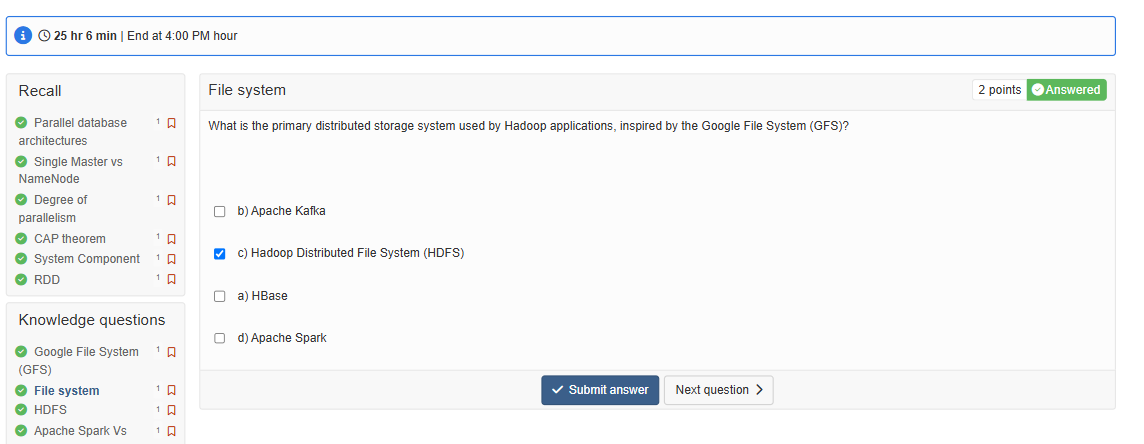 25 hr 6 min | End at 4:00 PM hour
Recall
Parallel database 1
architectures
Single Master vs 1
NameNode
Degree of 1
parallelism
CAP theorem 1
System Component 1
RDD 1
Knowledge questions
Google File System 1
(GFS)
File system 1
HDFS 1
Apache Spark Vs 1
File system
2 points Answered
What is the primary distributed storage system used by Hadoop applications, inspired by the Google File System (GFS)?
b) Apache Kafka
c) Hadoop Distributed File System (HDFS)
a) HBase
d) Apache Spark
Submit answer
Next question